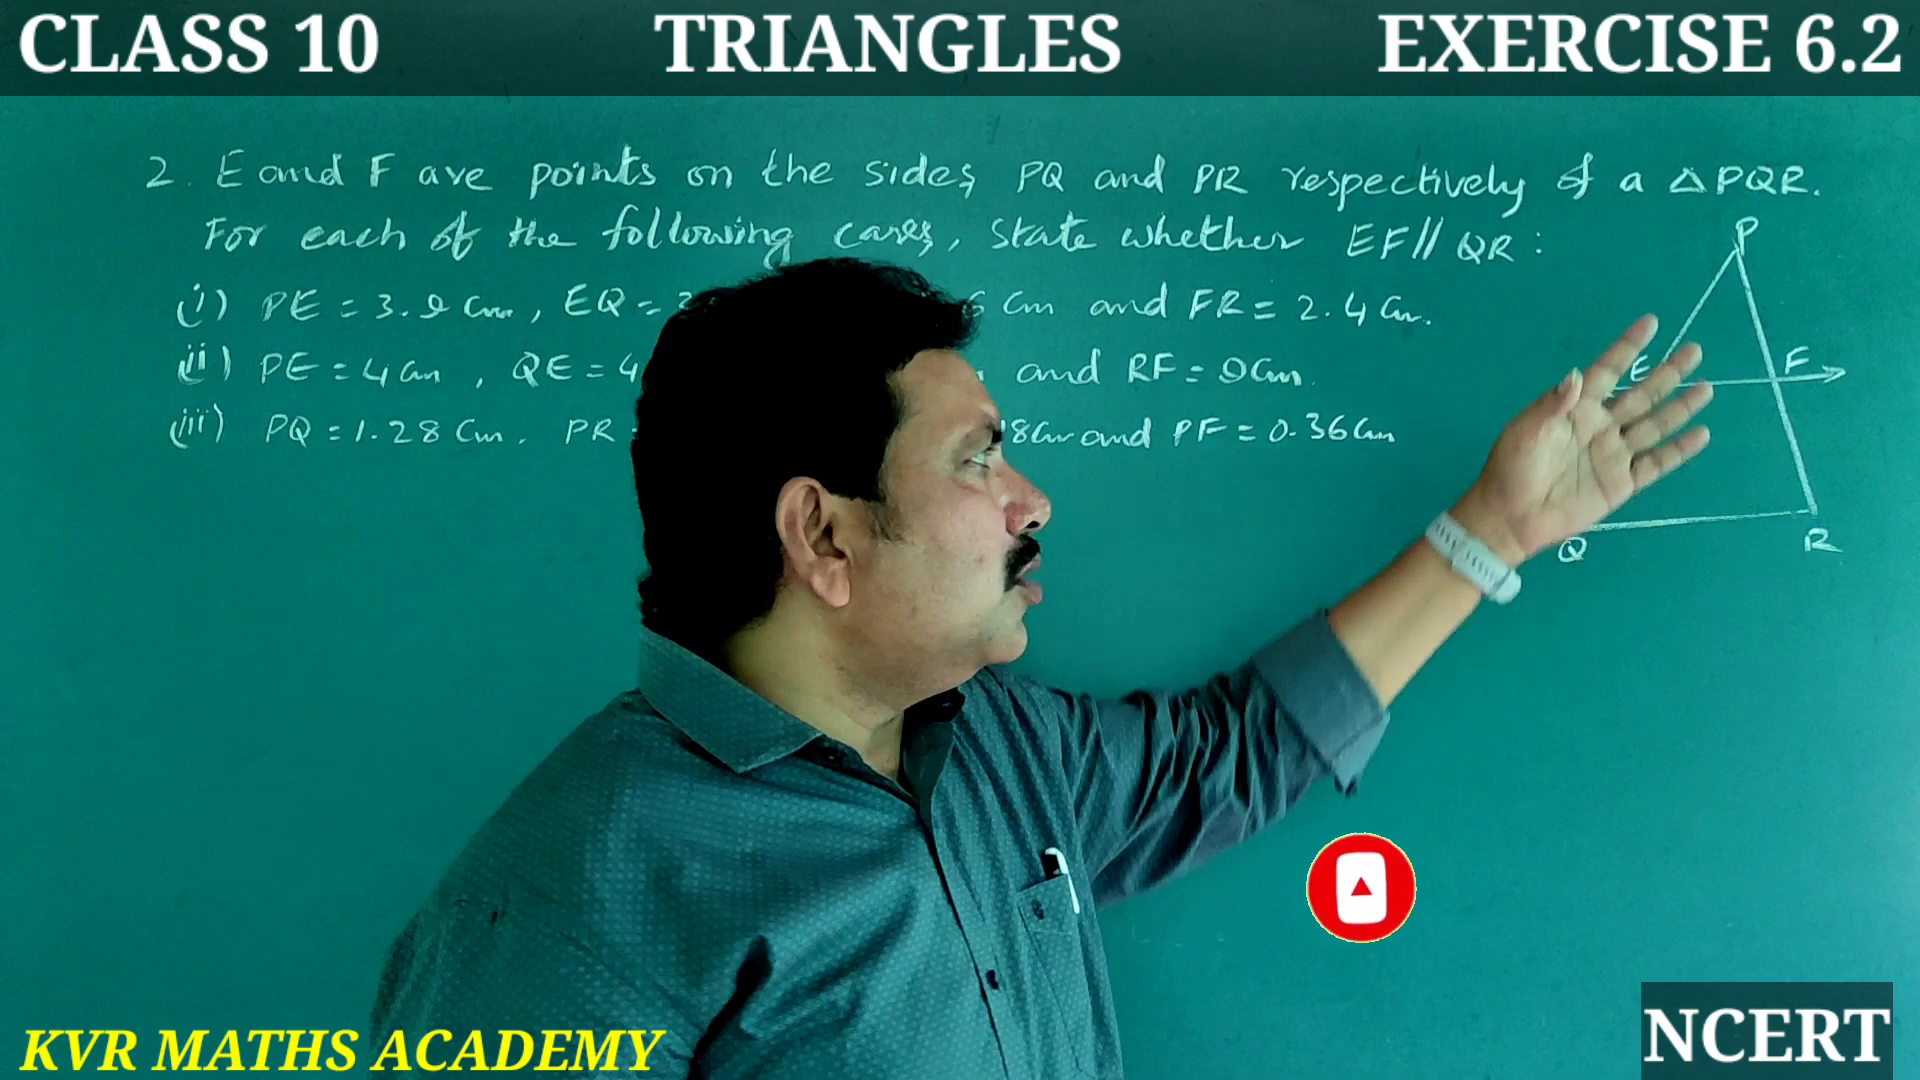 CLASS 10 TRIANGLES EXERCISE 6.2
2. E and F are points on the sides PQ and PR respectively of a △PQR.
For each of the following cases, state whether EF // QR :
(i) PE = 3.9 Cm, EQ = 3 6 Cm and FR = 2.4 Cm.
(ii) PE = 4 Cm, QE = 4 and RF = 9 Cm.
(iii) PQ = 1.28 Cm. PR 18 Cm and PF = 0.36 Cm
P
E F
Q R
KVR MATHS ACADEMY
NCERT